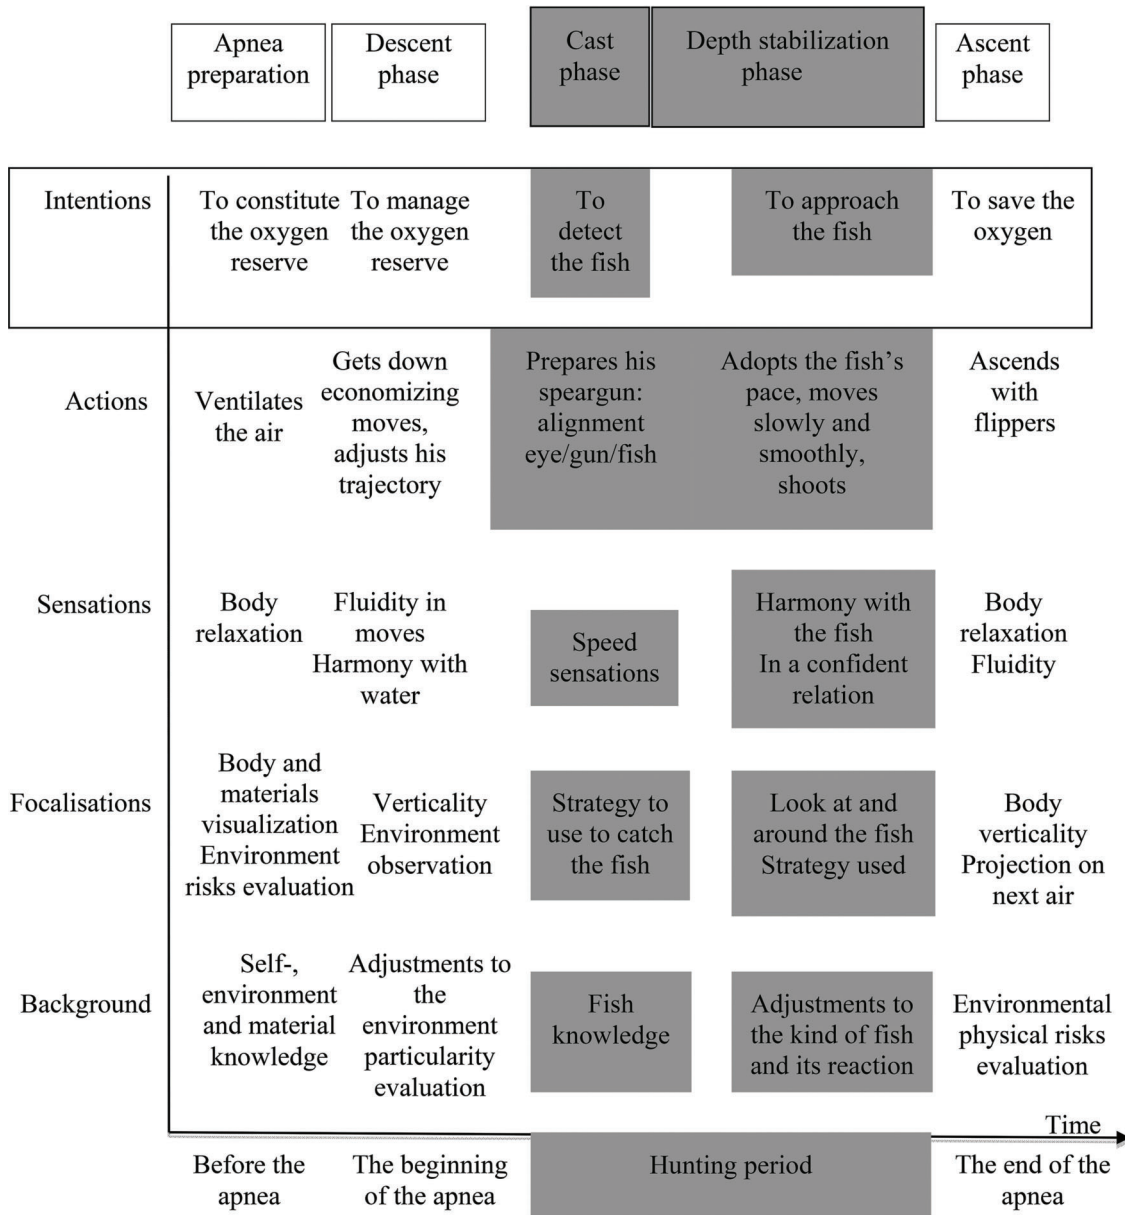 Apnea
preparation
Descent
phase
Cast
phase
Depth stabilization
phase
Ascent
phase
Intentions
To constitute
the oxygen
reserve
To manage
the oxygen
reserve
To
detect
the fish
To approach
the fish
To save the
oxygen
Actions
Ventilates
the air
Gets down
economizing
moves,
adjusts his
trajectory
Prepares his
speargun:
alignment
eye/gun/fish
Adopts the fish's
pace, moves
slowly and
smoothly,
shoots
Ascends
with
flippers
Sensations
Body
relaxation
Fluidity in
moves
Harmony with
water
Speed
sensations
Harmony with
the fish
In a confident
relation
Body
relaxation
Fluidity
Focalisations
Body and
materials
visualization
Environment
risks evaluation
Verticality
Environment
observation
Strategy to
use to catch
the fish
Look at and
around the fish
Strategy used
Body
verticality
Projection on
next air
Background
Self-,
environment
and material
knowledge
Adjustments to
the
environment
particularity
evaluation
Fish
knowledge
Adjustments to
the kind of fish
and its reaction
Environmental
physical risks
evaluation
Time
Before the
apnea
The beginning
of the apnea
Hunting period
The end of the
apnea